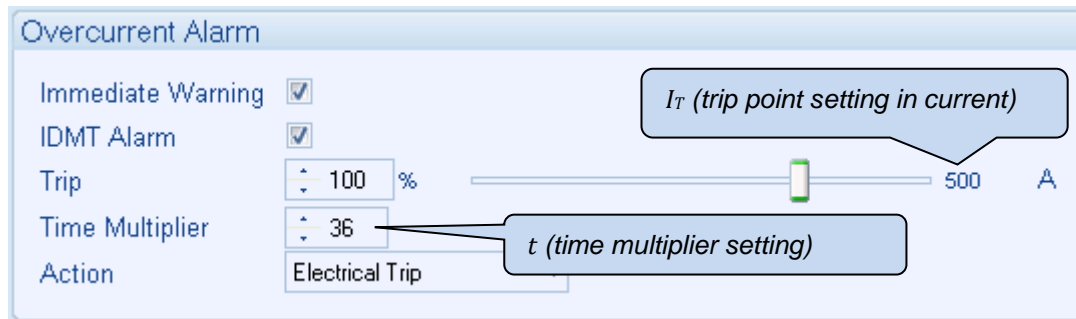 Overcurrent Alarm
Immediate Warning
IDMT Alarm
Trip 100 % 500 A
Time Multiplier 36
Action Electrical Trip
IT (trip point setting in current)
t (time multiplier setting)